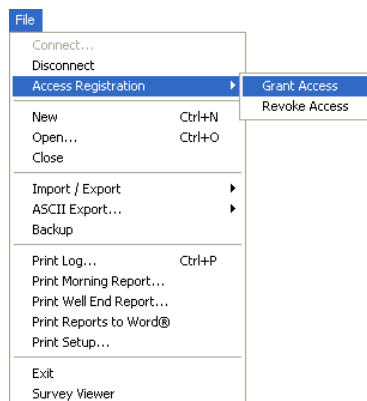 File
Connect...
Disconnect
Access Registration
Grant Access
Revoke Access
New Ctrl+N
Open... Ctrl+O
Close
Import / Export
ASCII Export...
Backup
Print Log... Ctrl+P
Print Morning Report...
Print Well End Report...
Print Reports to Word®
Print Setup...
Exit
Survey Viewer